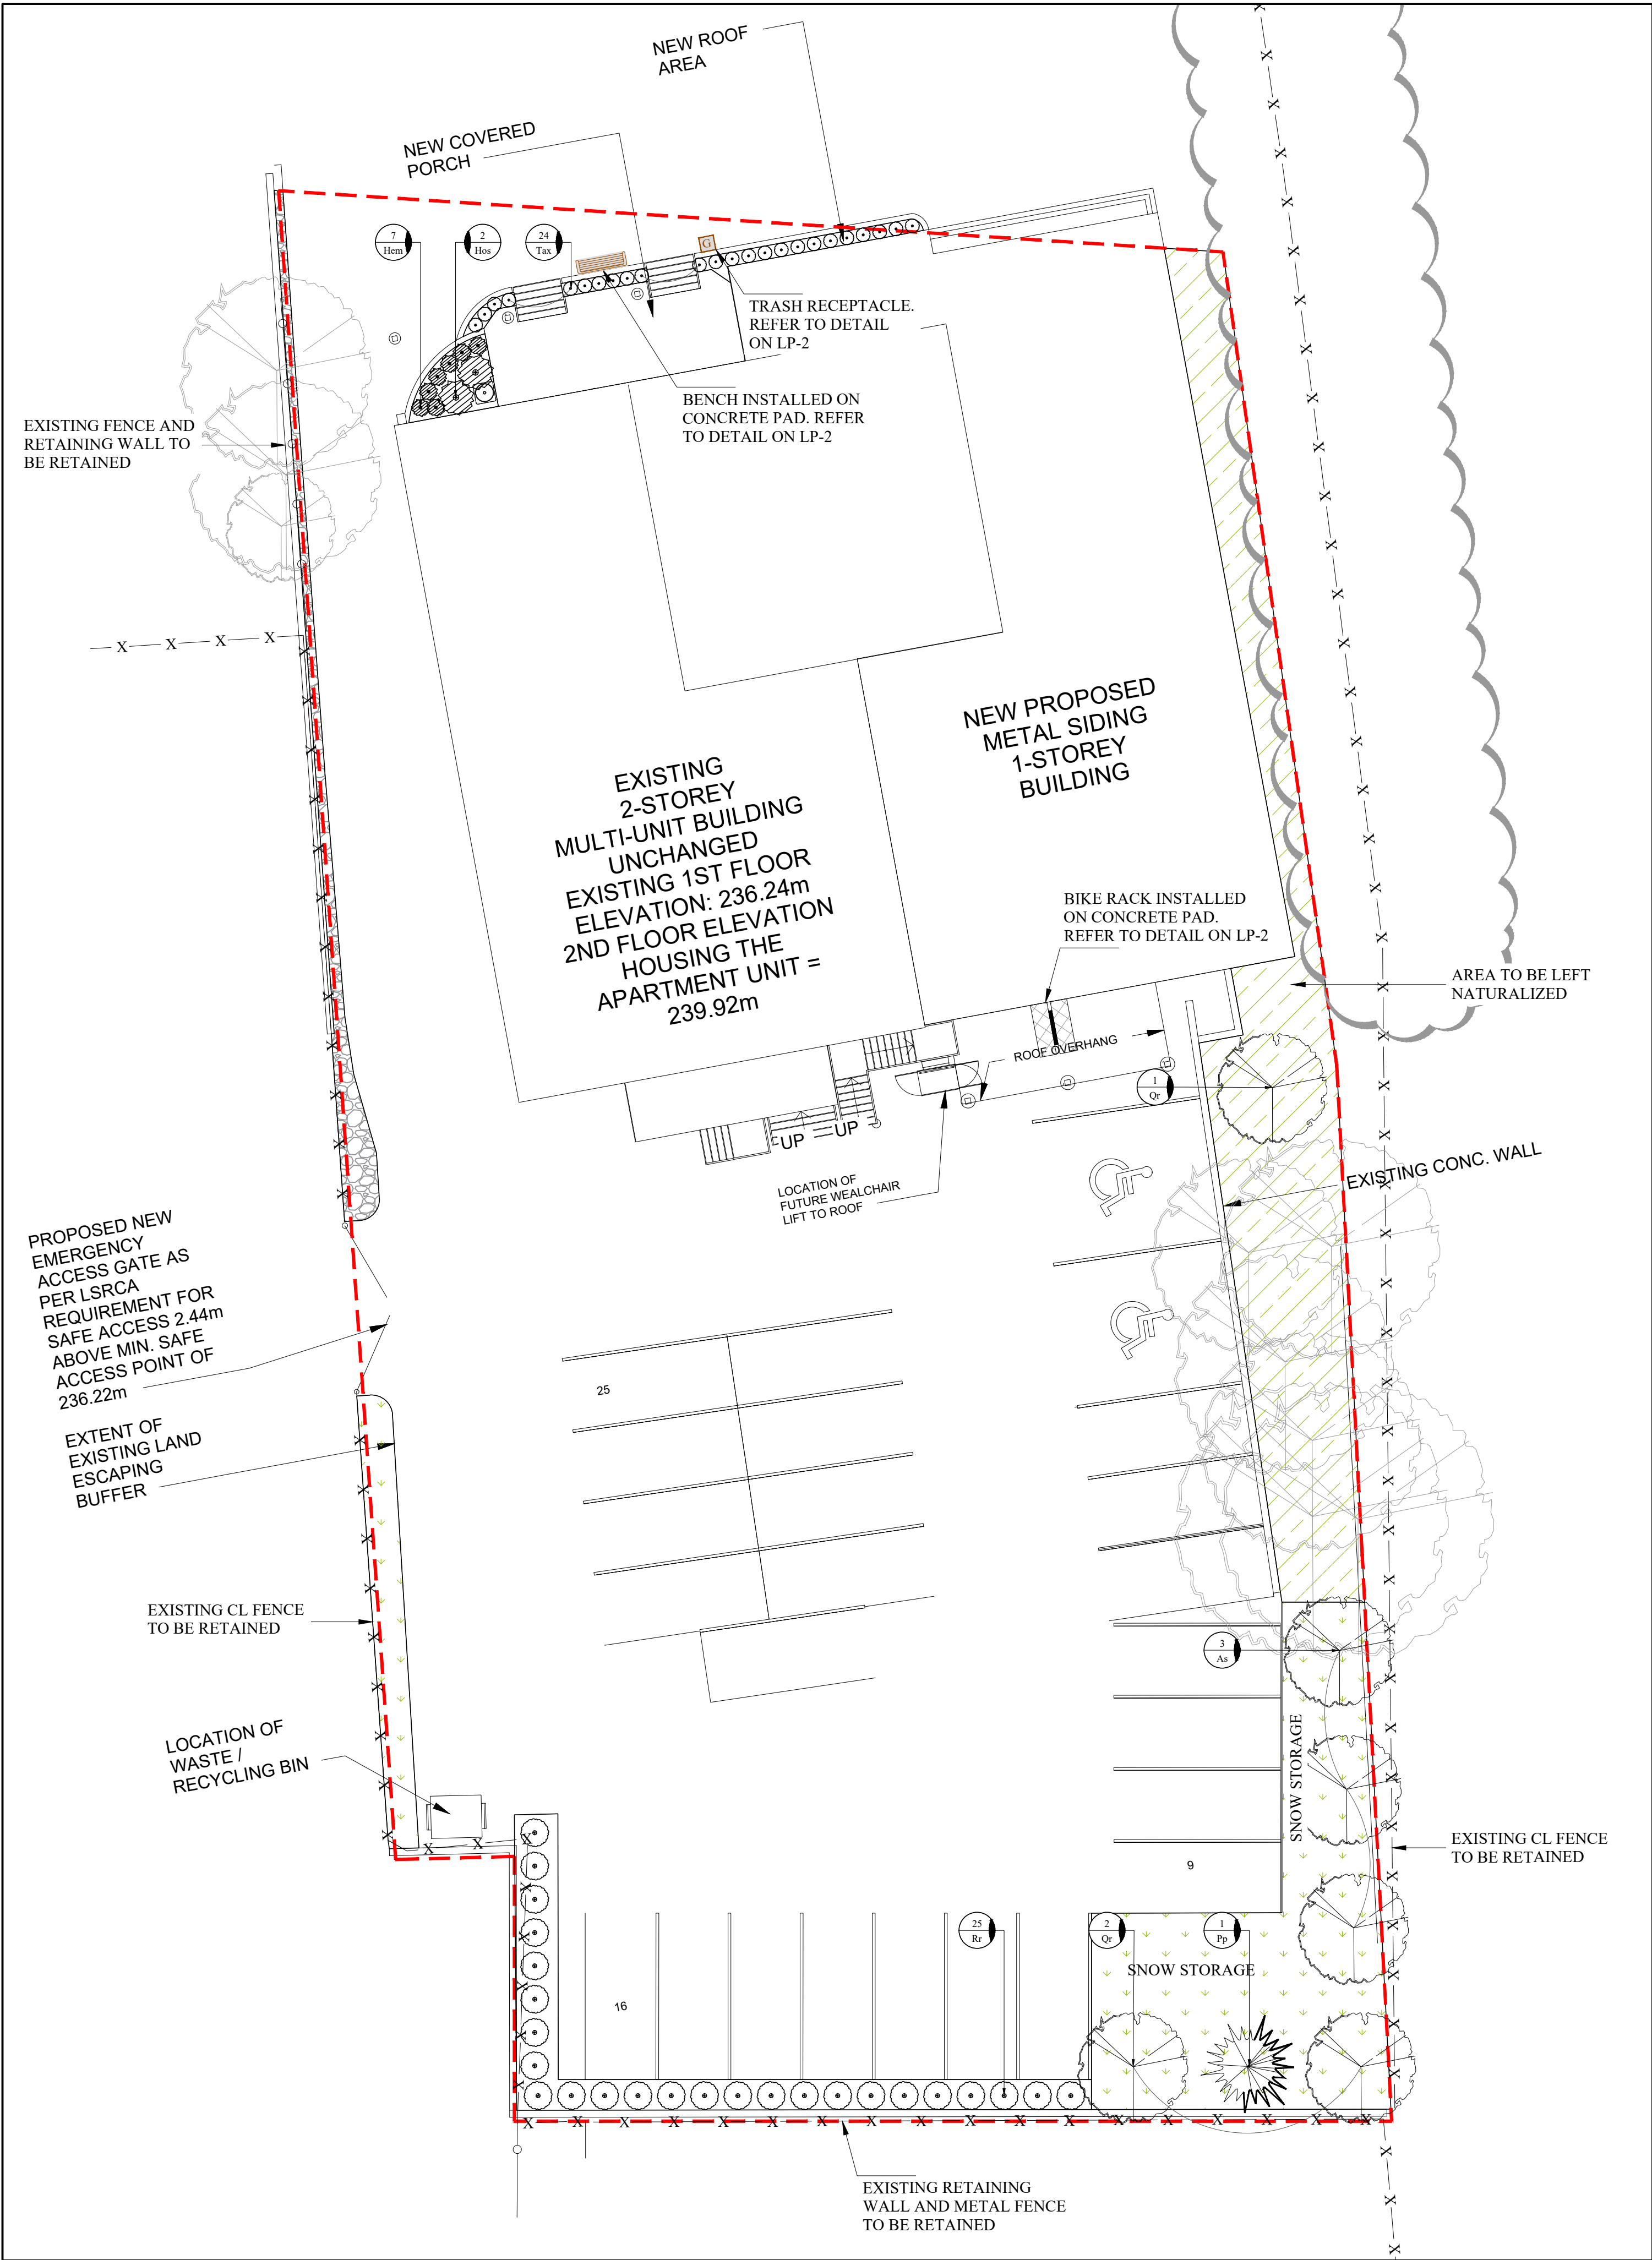 NEW ROOF
AREA
NEW COVERED
PORCH
7
Hem
2
Hos
24
Tax
G
TRASH RECEPTACLE.
REFER TO DETAIL
ON LP-2
BENCH INSTALLED ON
CONCRETE PAD. REFER
TO DETAIL ON LP-2
EXISTING FENCE AND
RETAINING WALL TO
BE RETAINED
NEW PROPOSED
METAL SIDING
1-STOREY
BUILDING
EXISTING
2-STOREY
MULTI-UNIT BUILDING
UNCHANGED
EXISTING 1ST FLOOR
ELEVATION: 236.24m
2ND FLOOR ELEVATION
HOUSING THE
APARTMENT UNIT =
239.92m
BIKE RACK INSTALLED
ON CONCRETE PAD.
REFER TO DETAIL ON LP-2
AREA TO BE LEFT
NATURALIZED
ROOF OVERHANG
1
Qr
UP
UP
EXISTING CONC. WALL
LOCATION OF
FUTURE WEALCHAIR
LIFT TO ROOF
PROPOSED NEW
EMERGENCY
ACCESS GATE AS
PER LSRCA
REQUIREMENT FOR
SAFE ACCESS 2.44m
ABOVE MIN. SAFE
ACCESS POINT OF
236.22m
25
EXTENT OF
EXISTING LAND
ESCAPING
BUFFER
EXISTING CL FENCE
TO BE RETAINED
3
As
LOCATION OF
WASTE /
RECYCLING BIN
SNOW STORAGE
EXISTING CL FENCE
TO BE RETAINED
9
25
Rr
2
Qr
1
Pp
SNOW STORAGE
16
EXISTING RETAINING
WALL AND METAL FENCE
TO BE RETAINED